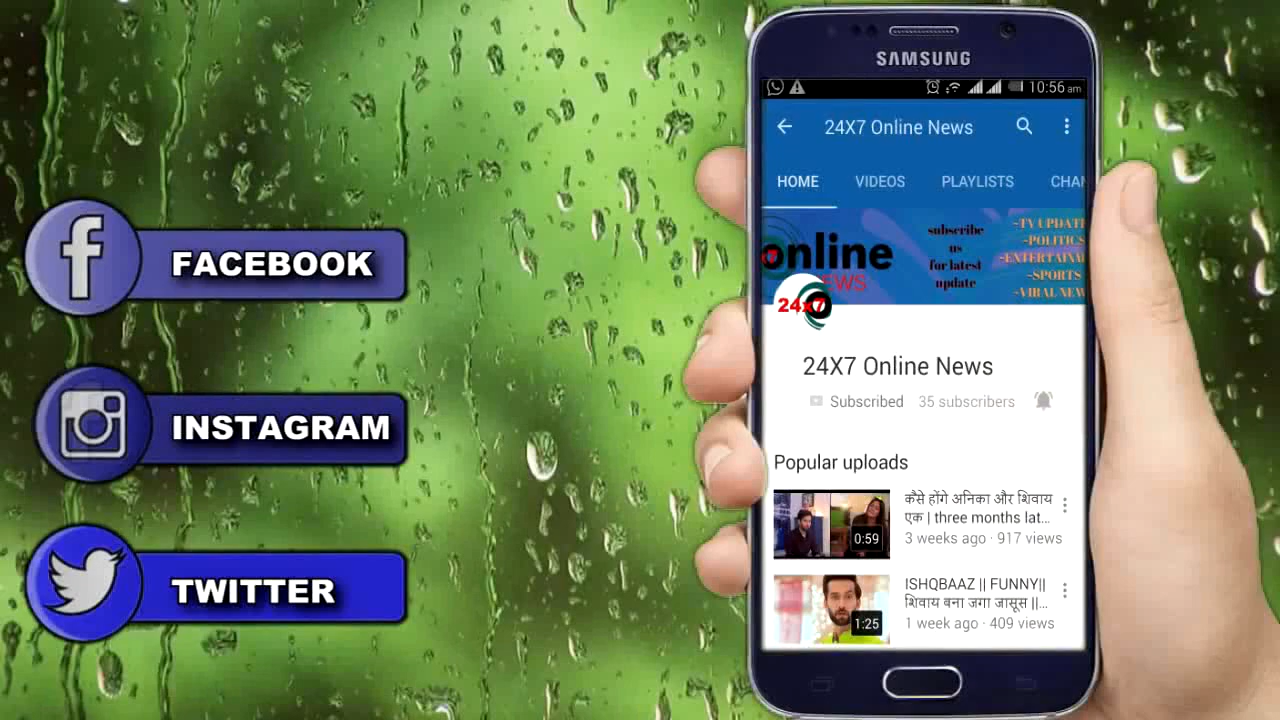 FACEBOOK
INSTAGRAM
TWITTER
SAMSUNG
10:56 am
24X7 Online News
HOME VIDEOS PLAYLISTS CHAN
online
NEWS
subscribe
us
for latest
update
~TV UPDATE
~POLITICS
~ENTERTAINM
~SPORTS
~VIRAL NEW
24x7
24X7 Online News
Subscribed 35 subscribers
Popular uploads
0:59
कैसे होंगे अनिका और शिवाय
एक | three months lat...
3 weeks ago · 917 views
1:25
ISHQBAAZ || FUNNY||
शिवाय बना जगा जासूस ||...
1 week ago · 409 views